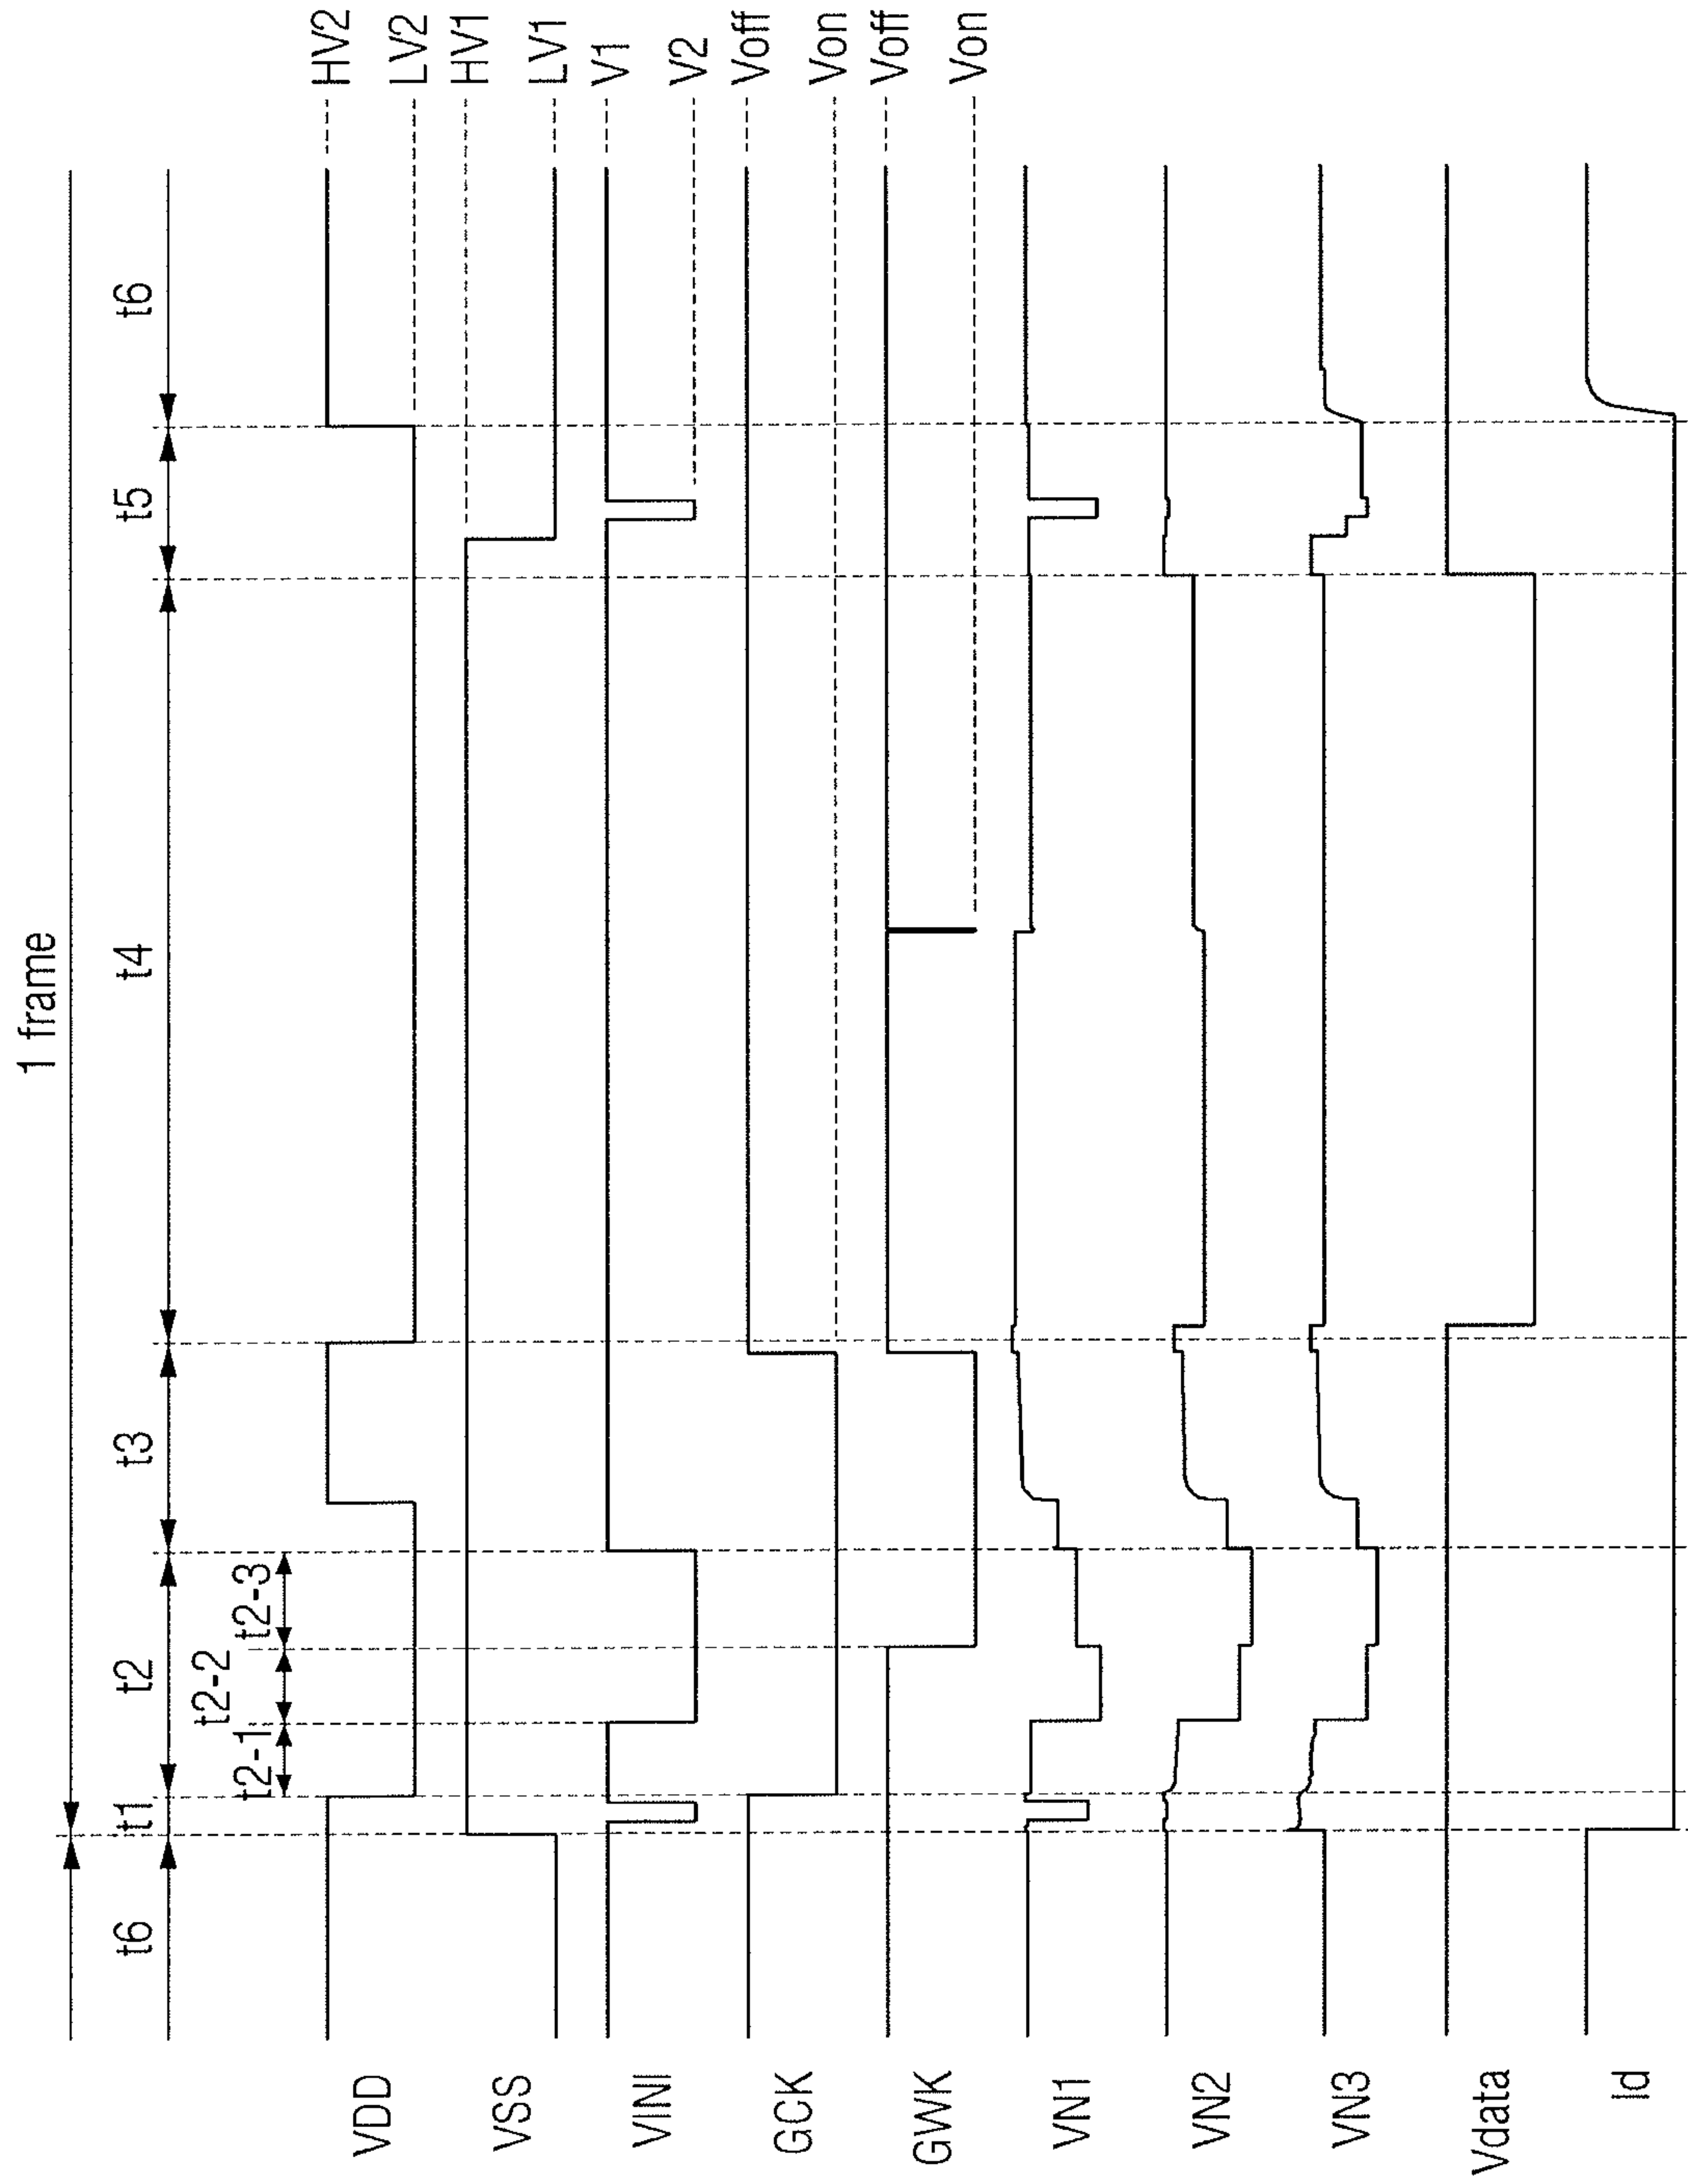 1 frame
t6
t1
t2
t3
t4
t5
t6
t2-1
t2-2
t2-3
VDD
HV2
LV2
VSS
HV1
LV1
VINI
V1
V2
GCK
Voff
Von
GWK
Voff
Von
VN1
VN2
VN3
Vdata
Id